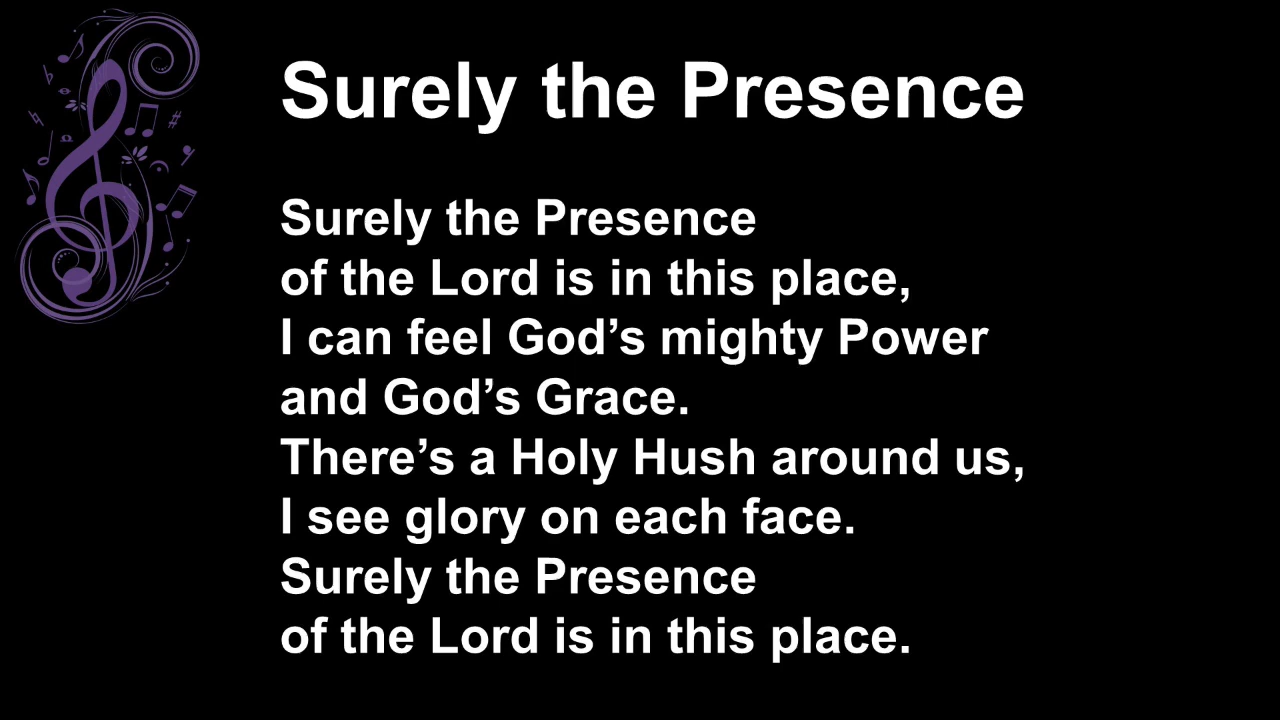 Surely the Presence
Surely the Presence
of the Lord is in this place,
I can feel God’s mighty Power
and God’s Grace.
There’s a Holy Hush around us,
I see glory on each face.
Surely the Presence
of the Lord is in this place.